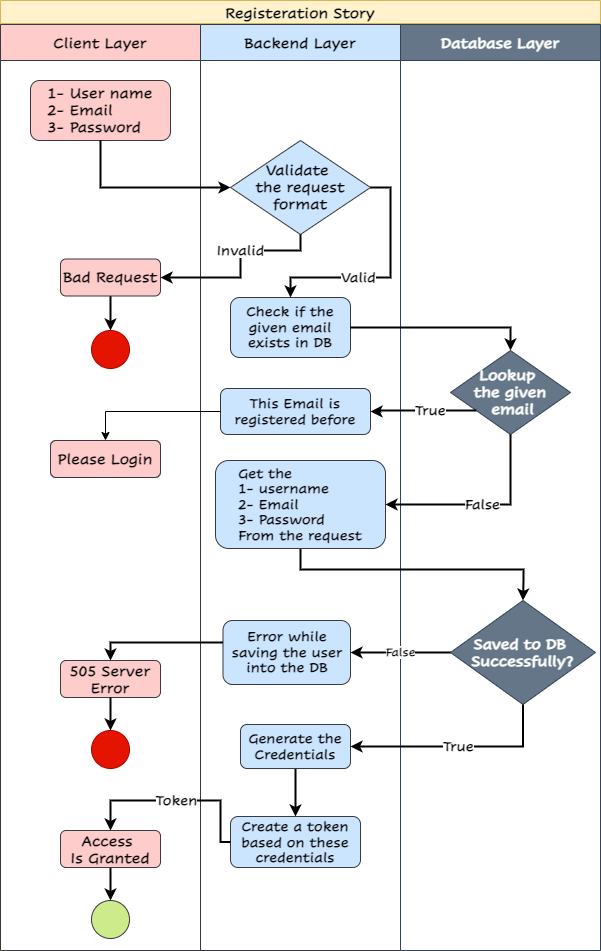 Registeration Story
Client Layer
Backend Layer
Database Layer
1- User name
2- Email
3- Password
Validate
the request
format
Invalid
Bad Request
Valid
Check if the
given email
exists in DB
Lookup
the given
email
True
This Email is
registered before
Please Login
False
Get the
1- username
2- Email
3- Password
From the request
Saved to DB
Successfully?
False
Error while
saving the user
into the DB
505 Server
Error
True
Generate the
Credentials
Create a token
based on these
credentials
Token
Access
Is Granted